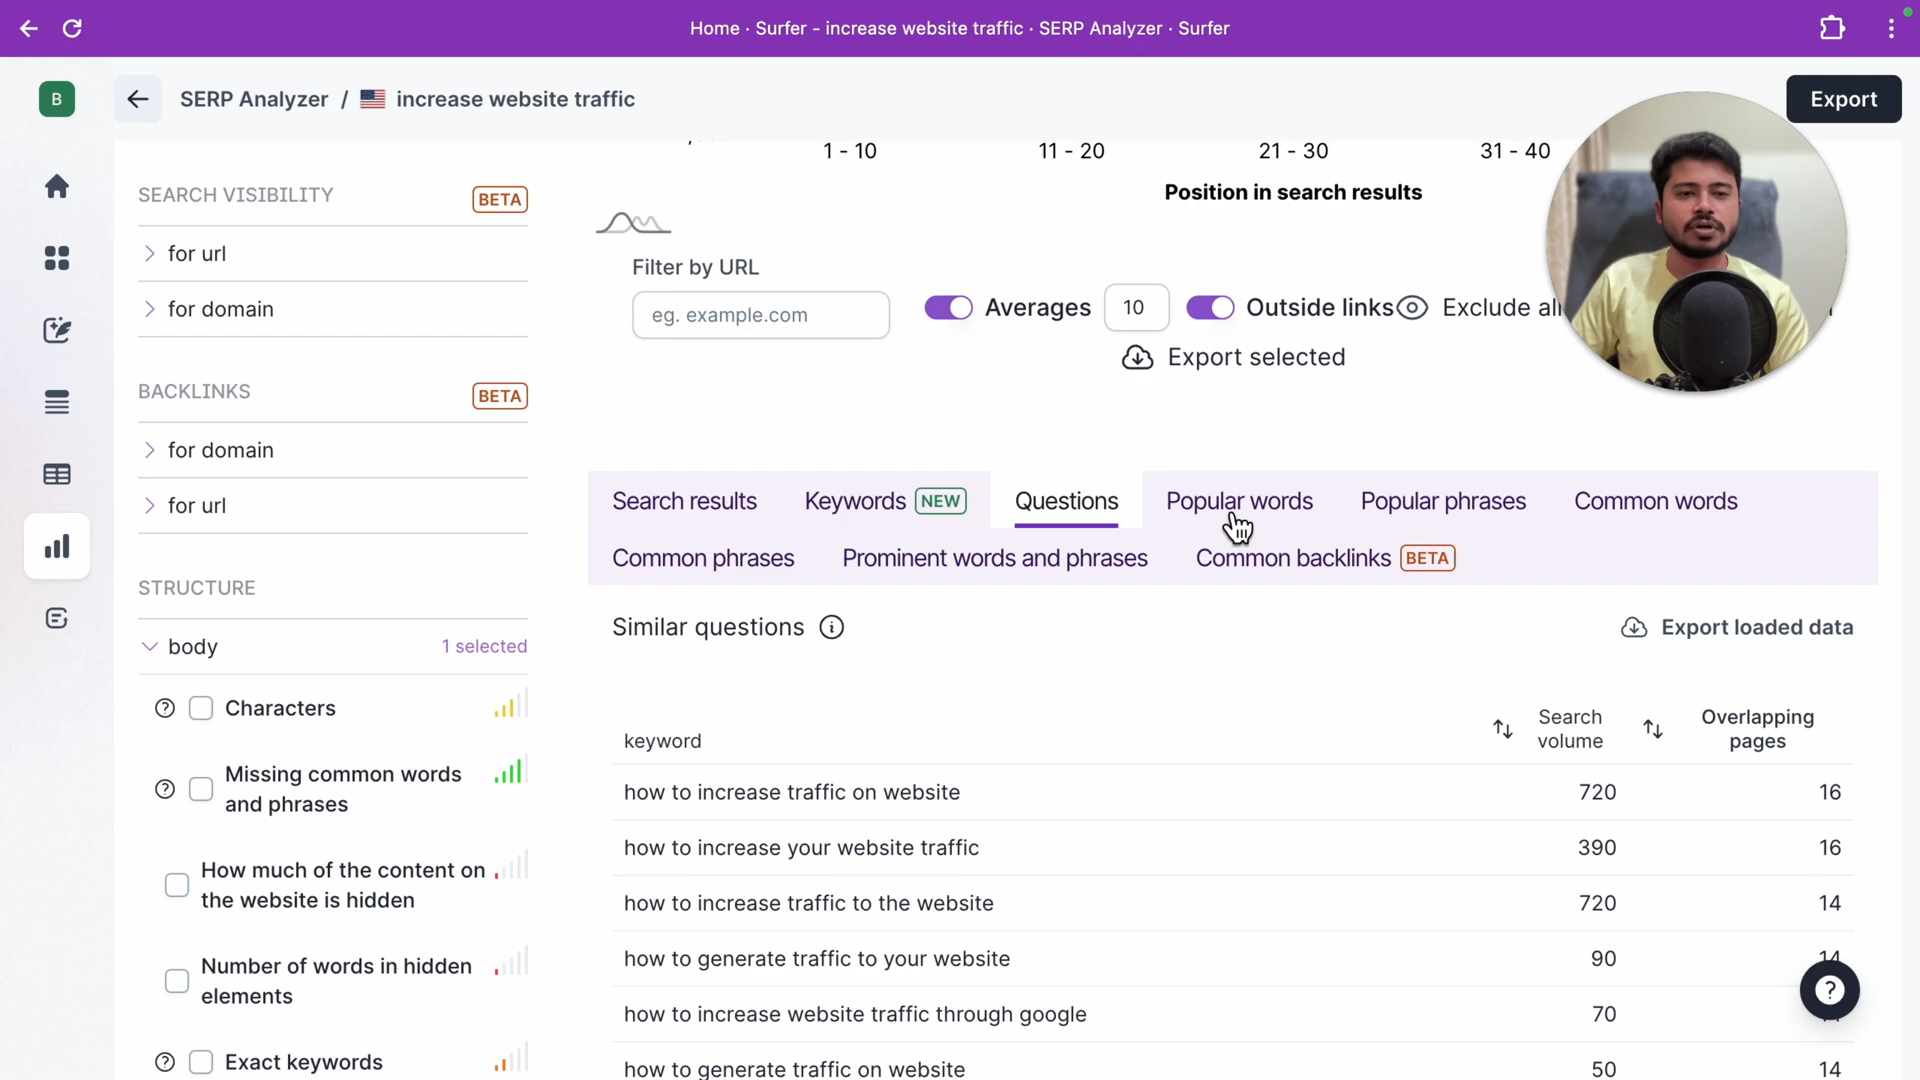 Home · Surfer - increase website traffic · SERP Analyzer · Surfer
B
SERP Analyzer / increase website traffic
Export
1 - 10
11 - 20
21 - 30
31 - 40
Position in search results
SEARCH VISIBILITY
BETA
for url
for domain
BACKLINKS
BETA
for domain
for url
STRUCTURE
body
1 selected
Characters
Missing common words
and phrases
How much of the content on
the website is hidden
Number of words in hidden
elements
Exact keywords
Filter by URL
eg. example.com
Averages
10
Outside links
Exclude all
Export selected
Search results
Keywords NEW
Questions
Popular words
Popular phrases
Common words
Common phrases
Prominent words and phrases
Common backlinks BETA
Similar questions
Export loaded data
keyword
Search
volume
Overlapping
pages
how to increase traffic on website 720 16
how to increase your website traffic 390 16
how to increase traffic to the website 720 14
how to generate traffic to your website 90 14
how to increase website traffic through google 70
how to generate traffic on website 50 14